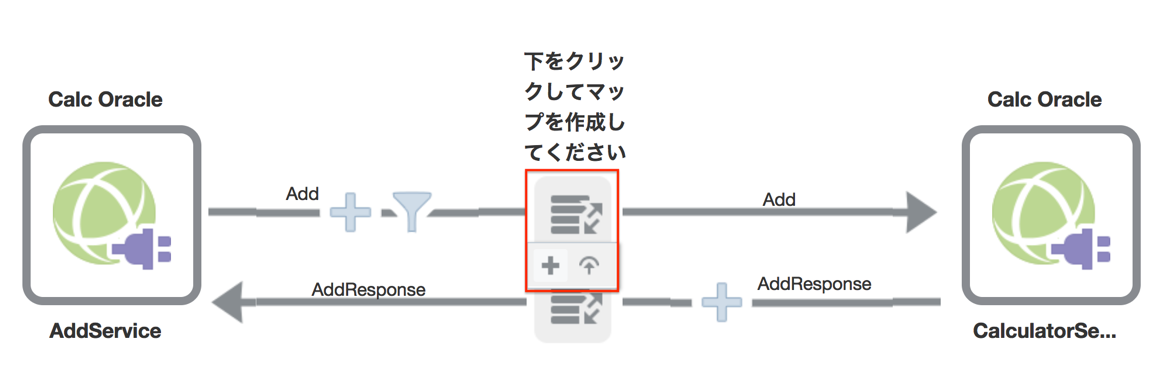 下をクリッ
クしてマッ
プを作成し
てください
Calc Oracle
Calc Oracle
Add
Add
AddResponse
AddResponse
AddService
CalculatorSe...